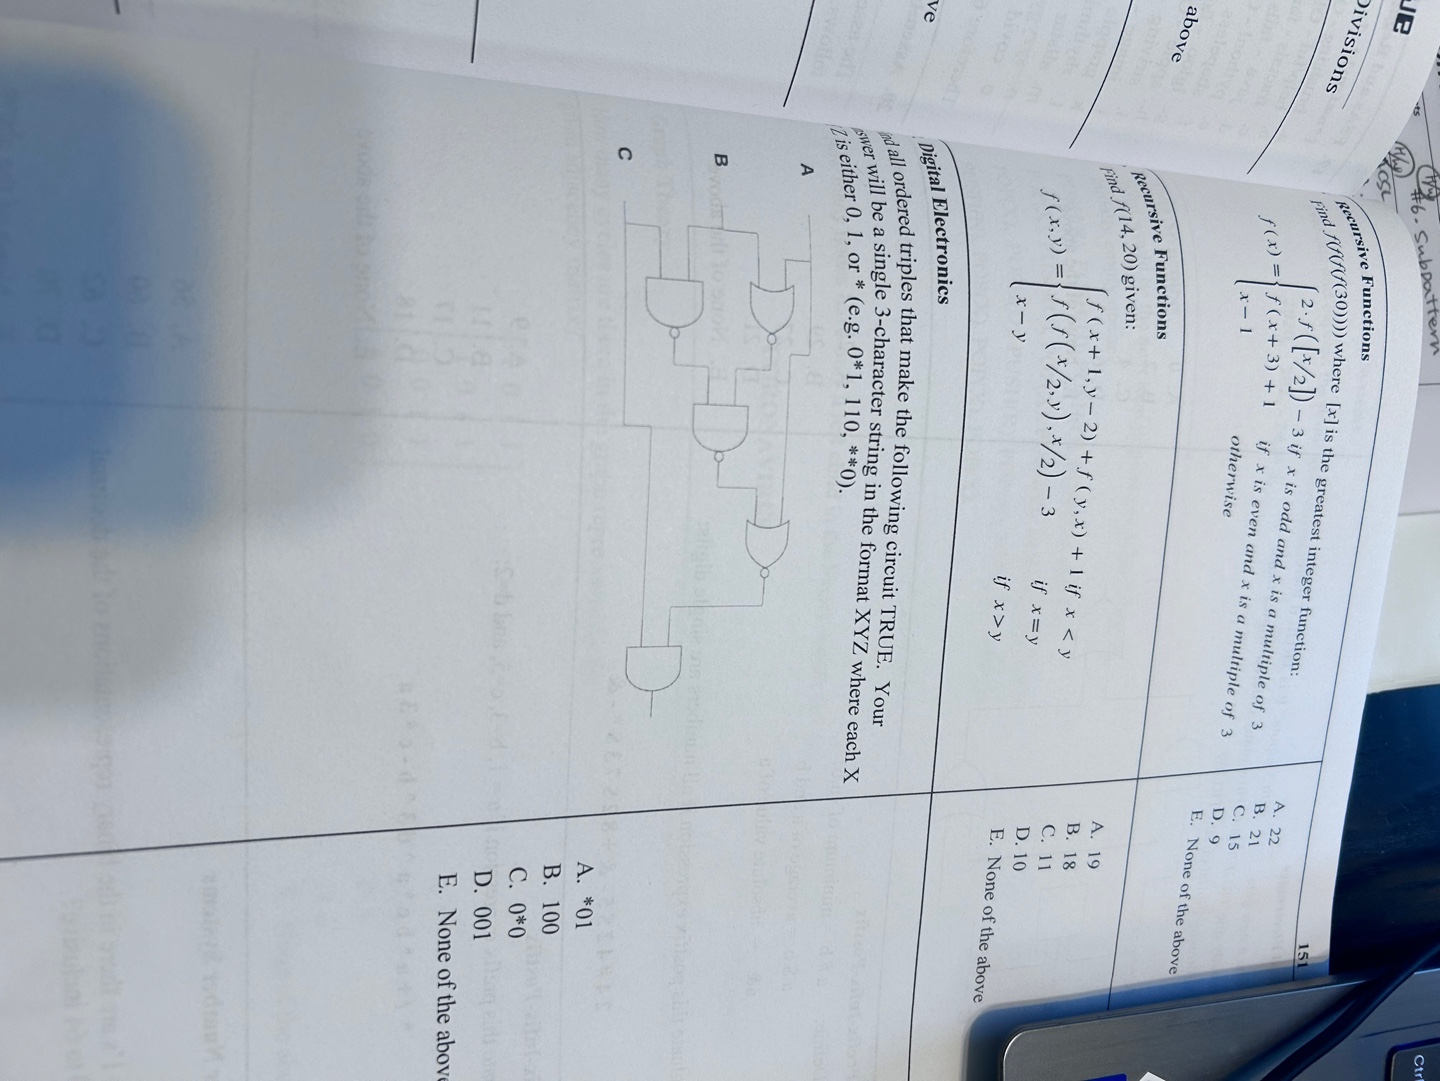 #6. Subpattern
H/W
Divisions
above
ve
151
Recursive Functions
Find f(f(f(f(30)))) where [x] is the greatest integer function:
f(x) = { 2·f([x/2]) − 3 if x is odd and x is a multiple of 3
f(x+3) + 1 if x is even and x is a multiple of 3
x − 1 otherwise
A. 22
B. 21
C. 15
D. 9
E. None of the above
Recursive Functions
Find f(14, 20) given:
f(x,y) = { f(x+1,y−2) + f(y,x) + 1 if x < y
f(f(x/2,y),x/2) − 3 if x=y
x − y if x>y
A. 19
B. 18
C. 11
D. 10
E. None of the above
Digital Electronics
nd all ordered triples that make the following circuit TRUE. Your
nswer will be a single 3-character string in the format XYZ where each X
Z is either 0, 1, or * (e.g. 0*1, 110, **0).
A
B
C
A. *01
B. 100
C. 0*0
D. 001
E. None of the above
Ctrl